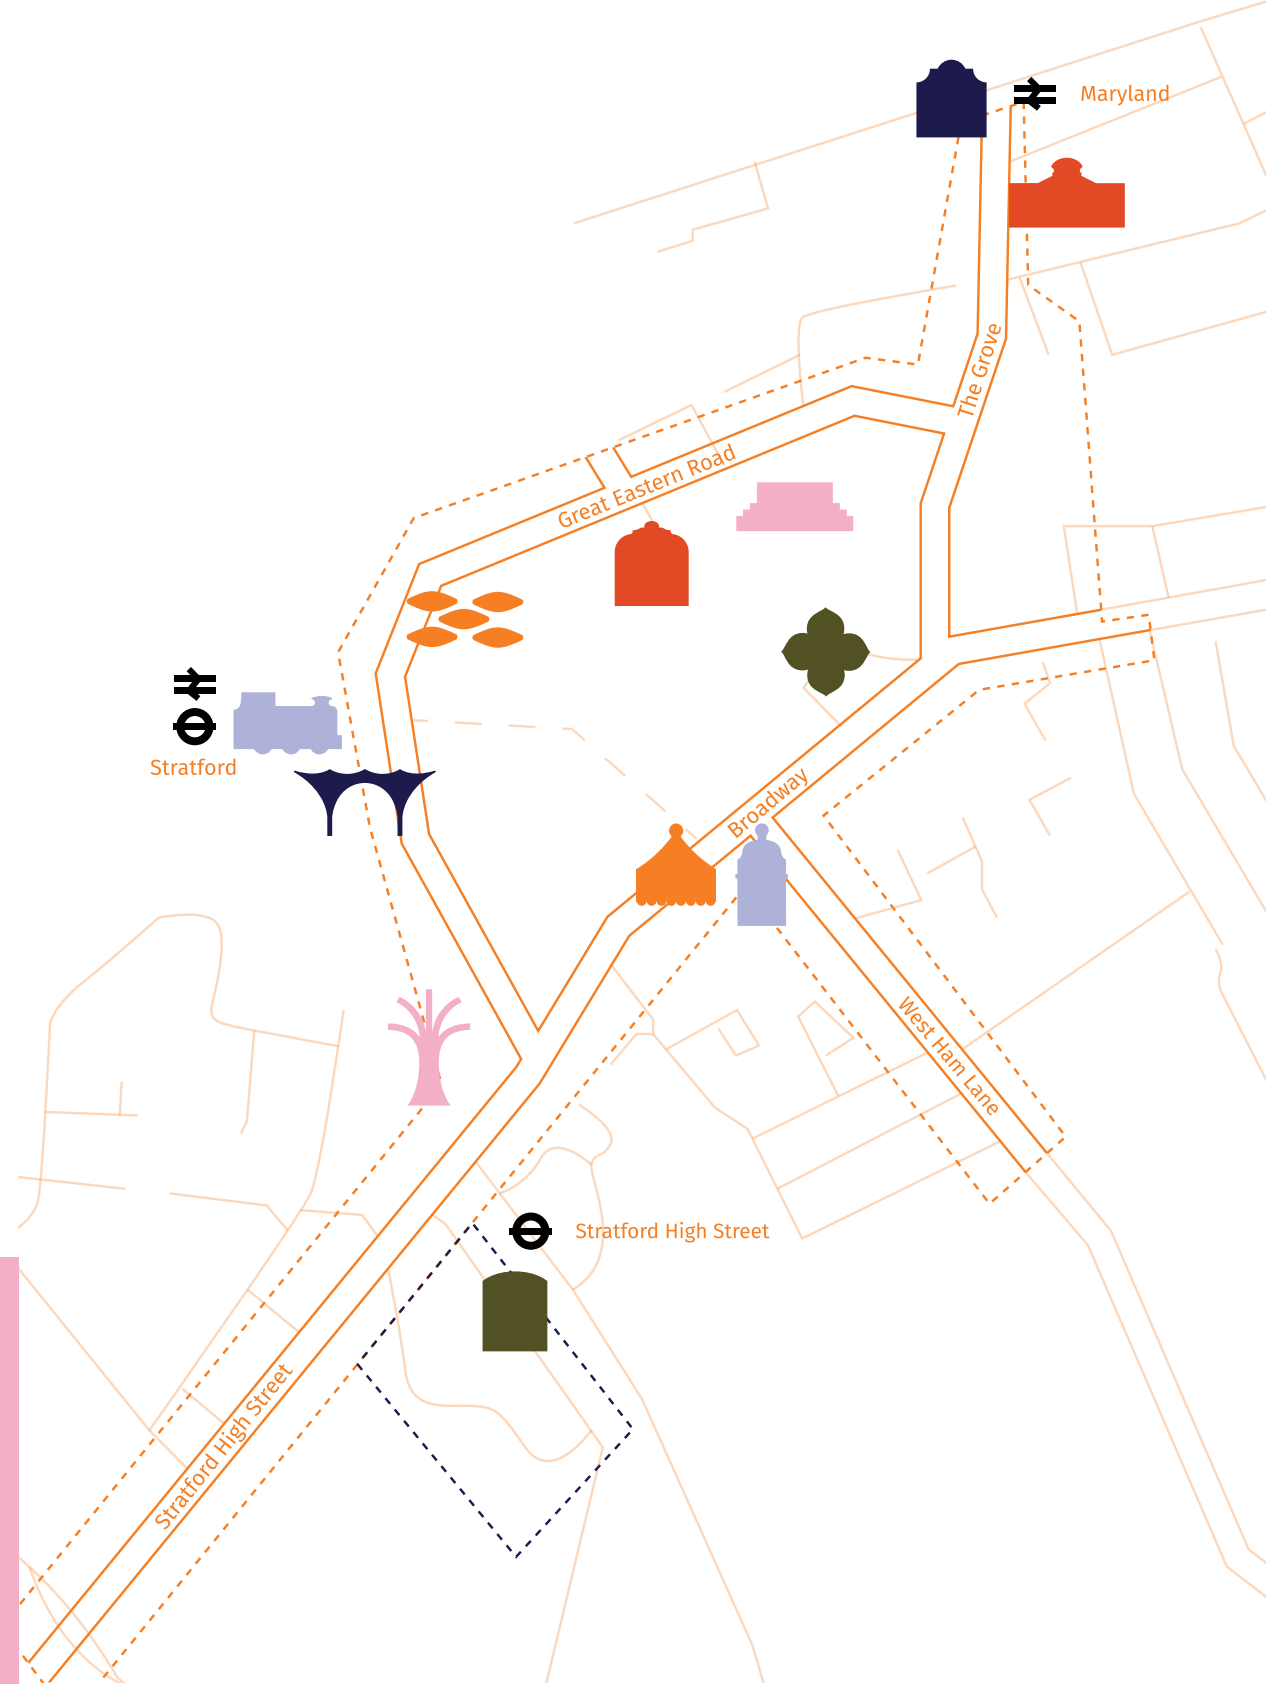 Maryland
The Grove
Great Eastern Road
Stratford
Broadway
West Ham Lane
Stratford High Street
Stratford High Street